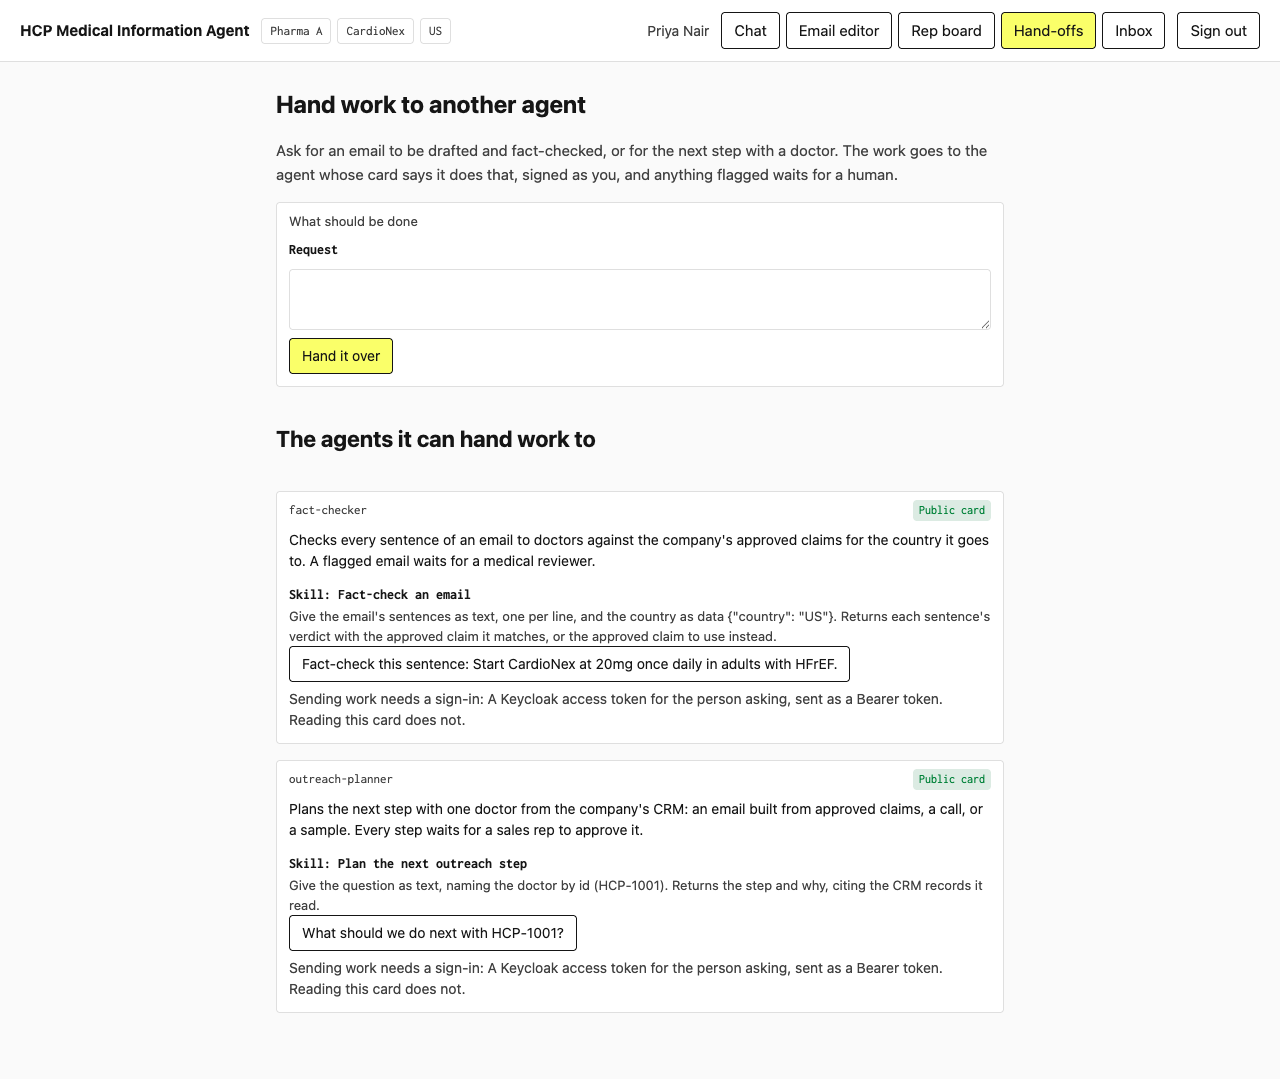 HCP Medical Information Agent
Pharma A
CardioNex
US
Priya Nair
Chat
Email editor
Rep board
Hand-offs
Inbox
Sign out
Hand work to another agent
Ask for an email to be drafted and fact-checked, or for the next step with a doctor. The work goes to the
agent whose card says it does that, signed as you, and anything flagged waits for a human.
What should be done
Request
Hand it over
The agents it can hand work to
fact-checker
Public card
Checks every sentence of an email to doctors against the company's approved claims for the country it goes
to. A flagged email waits for a medical reviewer.
Skill: Fact-check an email
Give the email's sentences as text, one per line, and the country as data {"country": "US"}. Returns each sentence's
verdict with the approved claim it matches, or the approved claim to use instead.
Fact-check this sentence: Start CardioNex at 20mg once daily in adults with HFrEF.
Sending work needs a sign-in: A Keycloak access token for the person asking, sent as a Bearer token.
Reading this card does not.
outreach-planner
Public card
Plans the next step with one doctor from the company's CRM: an email built from approved claims, a call, or
a sample. Every step waits for a sales rep to approve it.
Skill: Plan the next outreach step
Give the question as text, naming the doctor by id (HCP-1001). Returns the step and why, citing the CRM records it
read.
What should we do next with HCP-1001?
Sending work needs a sign-in: A Keycloak access token for the person asking, sent as a Bearer token.
Reading this card does not.